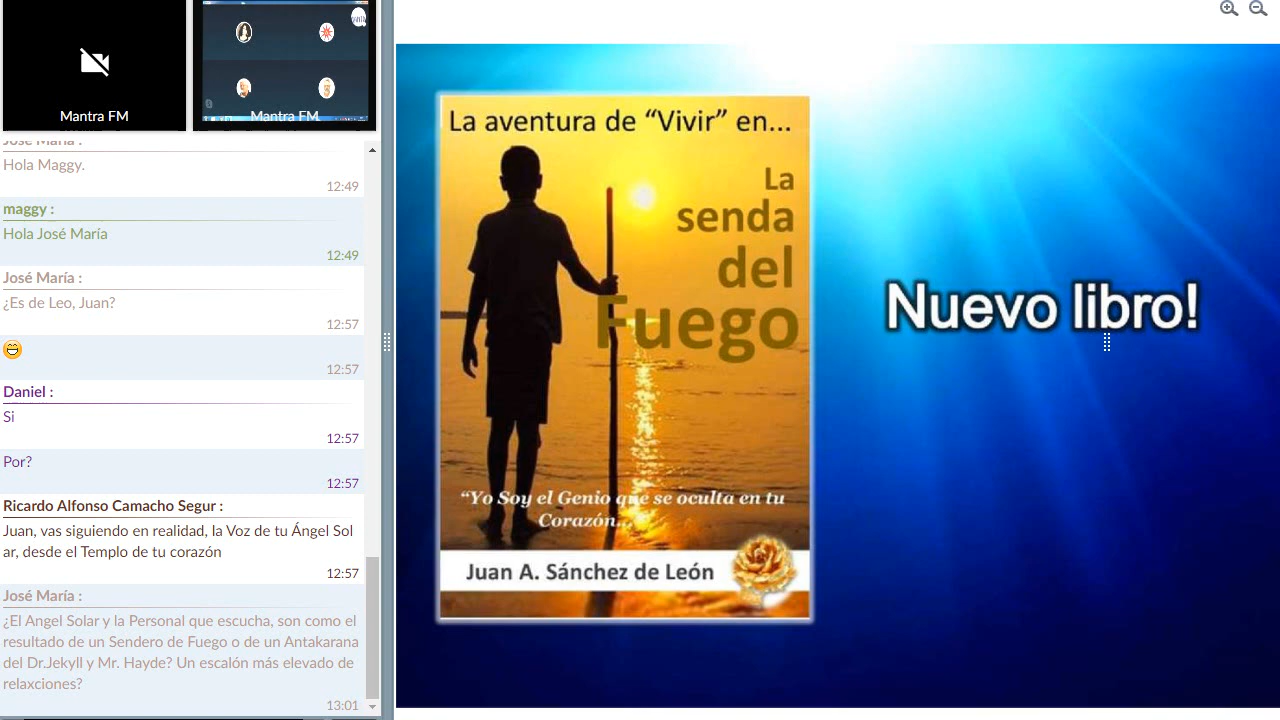 Mantra FM
Mantra FM
José María :
Hola Maggy.
12:49
maggy :
Hola José María
12:49
José María :
¿Es de Leo, Juan?
12:57
12:57
Daniel :
Si
12:57
Por?
12:57
Ricardo Alfonso Camacho Segur :
Juan, vas siguiendo en realidad, la Voz de tu Ángel Sol
ar, desde el Templo de tu corazón
12:57
José María :
¿El Angel Solar y la Personal que escucha, son como el
resultado de un Sendero de Fuego o de un Antakarana
del Dr.Jekyll y Mr. Hayde? Un escalón más elevado de
relaxciones?
13:01
La aventura de “Vivir” en...
La
senda
del
Fuego
“Yo Soy el Genio que se oculta en tu
Corazón...
Juan A. Sánchez de León
Nuevo libro!